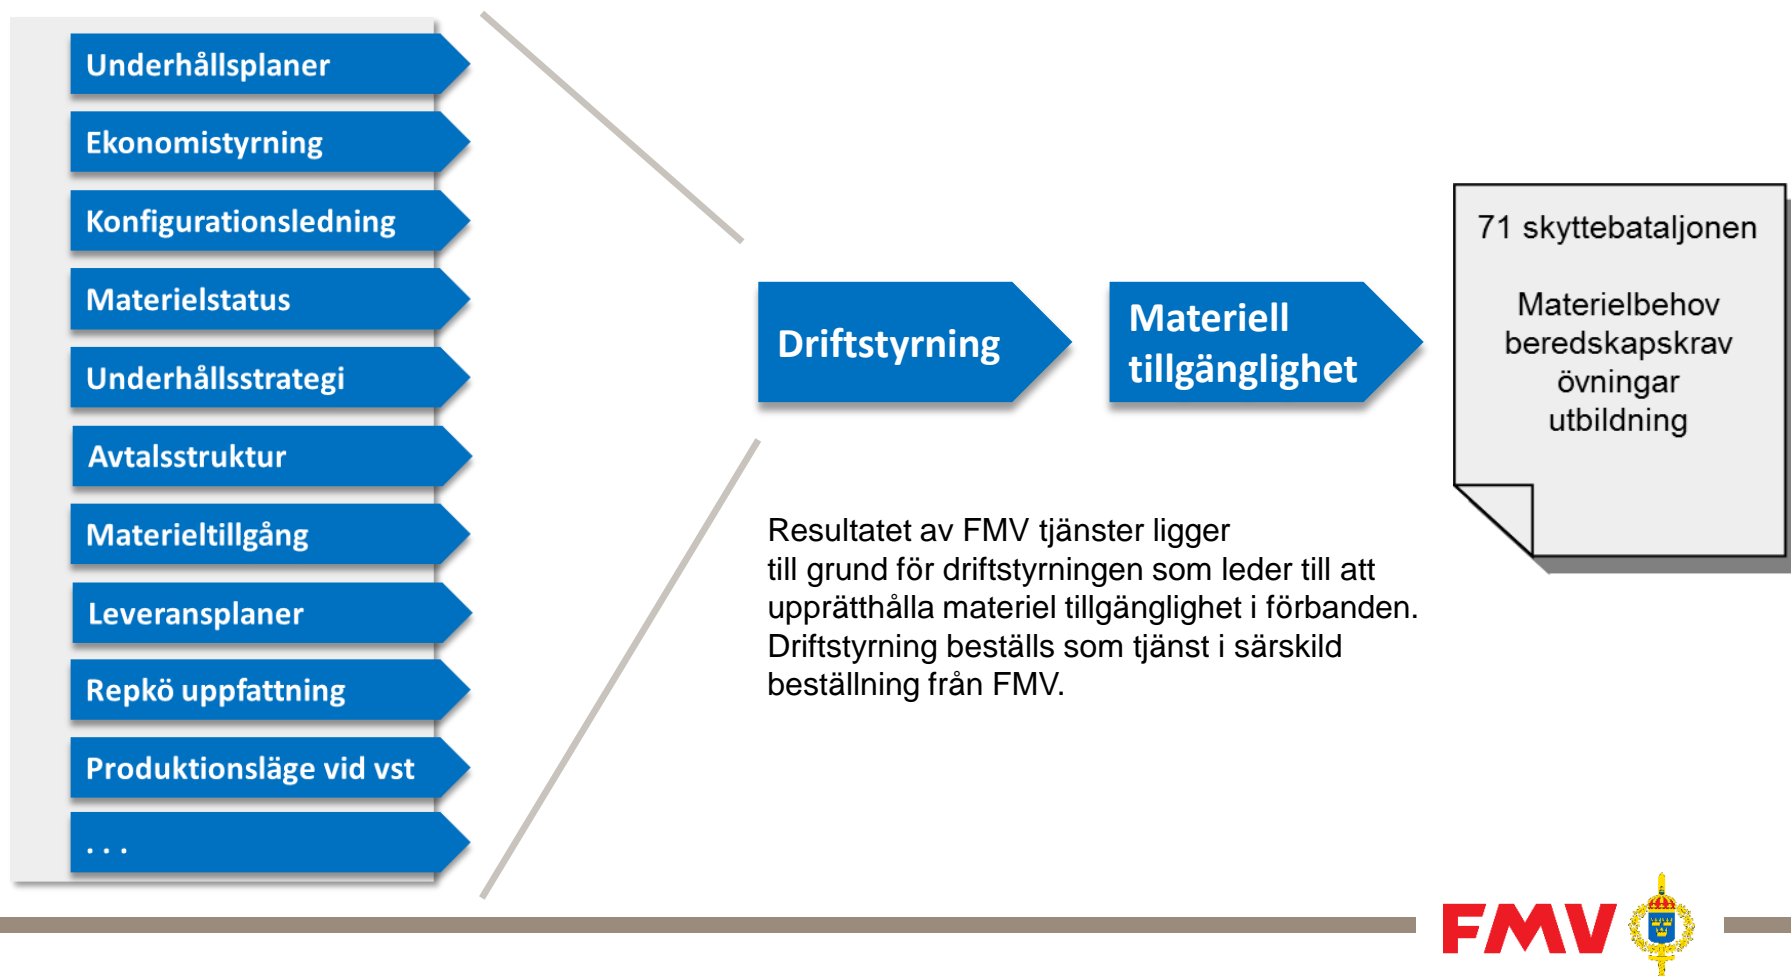 Underhållsplaner
Ekonomistyrning
Konfigurationsledning
Materielstatus
Underhållsstrategi
Avtalsstruktur
Materieltillgång
Leveransplaner
Repkö uppfattning
Produktionsläge vid vst
. . .
Driftstyrning
Materiell
tillgänglighet
71 skyttebataljonen
Materielbehov
beredskapskrav
övningar
utbildning
Resultatet av FMV tjänster ligger
till grund för driftstyrningen som leder till att
upprätthålla materiel tillgänglighet i förbanden.
Driftstyrning beställs som tjänst i särskild
beställning från FMV.
FMV